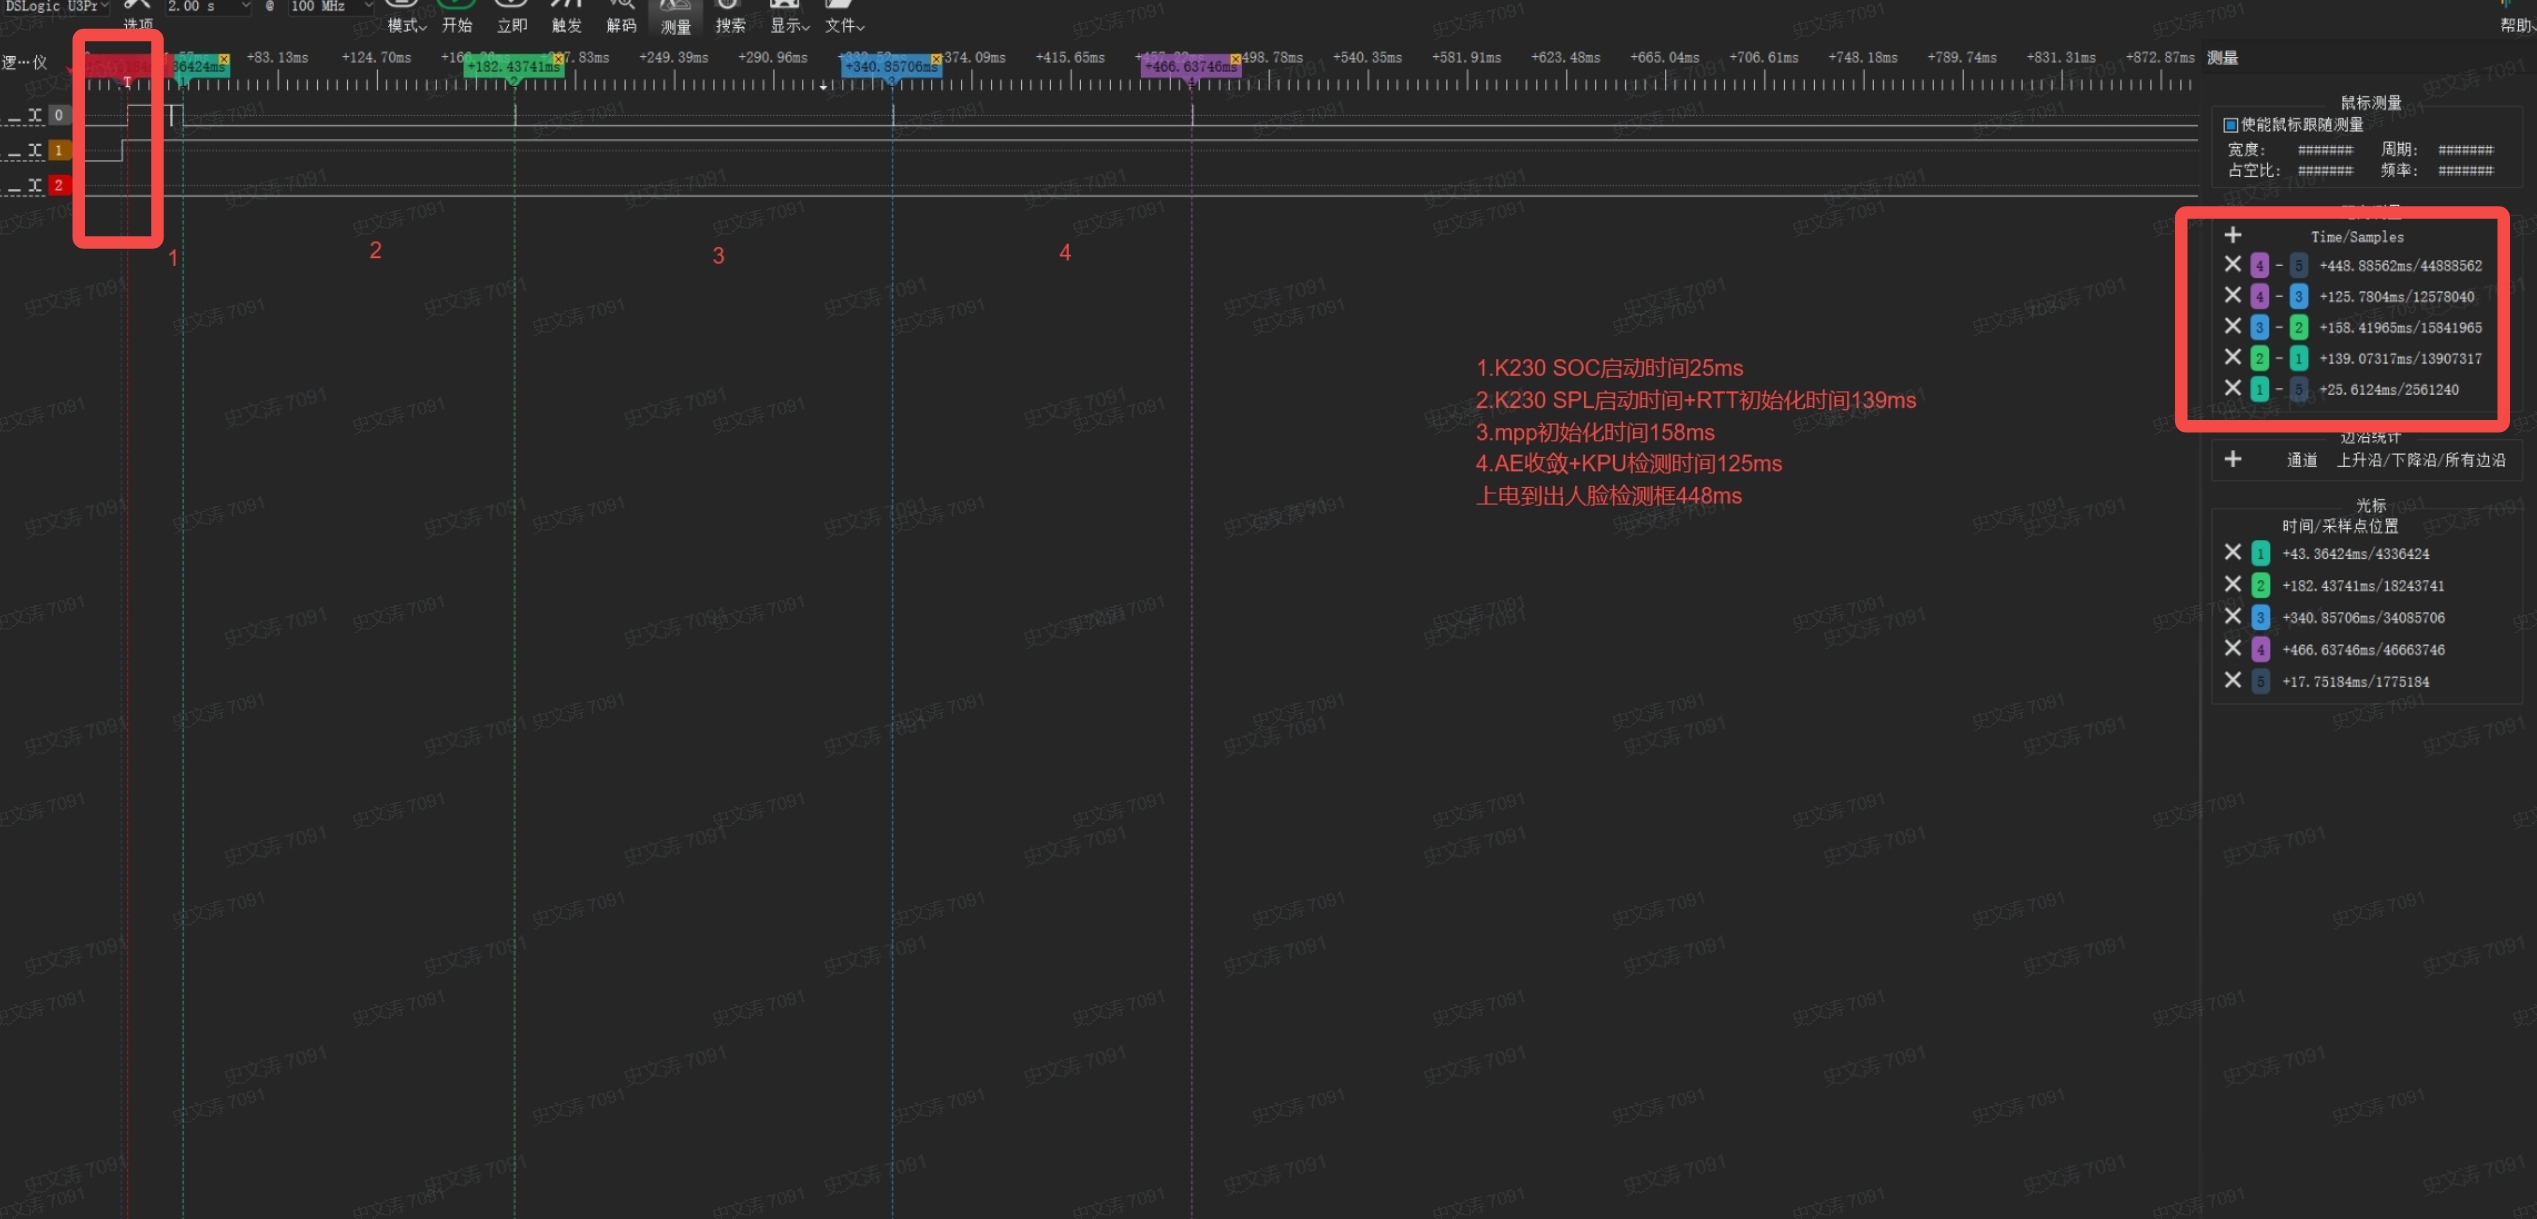 DSLogic U3Pr
2.00 s @ 100 MHz
选项 模式 开始 立即 触发 解码 测量 搜索 显示 文件 帮助
逻…仪
+83.13ms +124.70ms +249.39ms +290.96ms +374.09ms +415.65ms +498.78ms +540.35ms +581.91ms +623.48ms +665.04ms +706.61ms +748.18ms +789.74ms +831.31ms +872.87ms
+182.43741ms +340.85706ms +466.63746ms
T
0
1
2
1 2 3 4
1.K230 SOC启动时间25ms
2.K230 SPL启动时间+RTT初始化时间139ms
3.mpp初始化时间158ms
4.AE收敛+KPU检测时间125ms
上电到出人脸检测框448ms
测量
鼠标测量
使能鼠标跟随测量
宽度: ####### 周期: #######
占空比: ####### 频率: #######
Time/Samples
4 - 5 +448.88562ms/44888562
4 - 3 +125.7804ms/12578040
3 - 2 +158.41965ms/15841965
2 - 1 +139.07317ms/13907317
1 - 5 +25.6124ms/2561240
边沿统计
通道 上升沿/下降沿/所有边沿
光标
时间/采样点位置
1 +43.36424ms/4336424
2 +182.43741ms/18243741
3 +340.85706ms/34085706
4 +466.63746ms/46663746
5 +17.75184ms/1775184
史文涛 7091